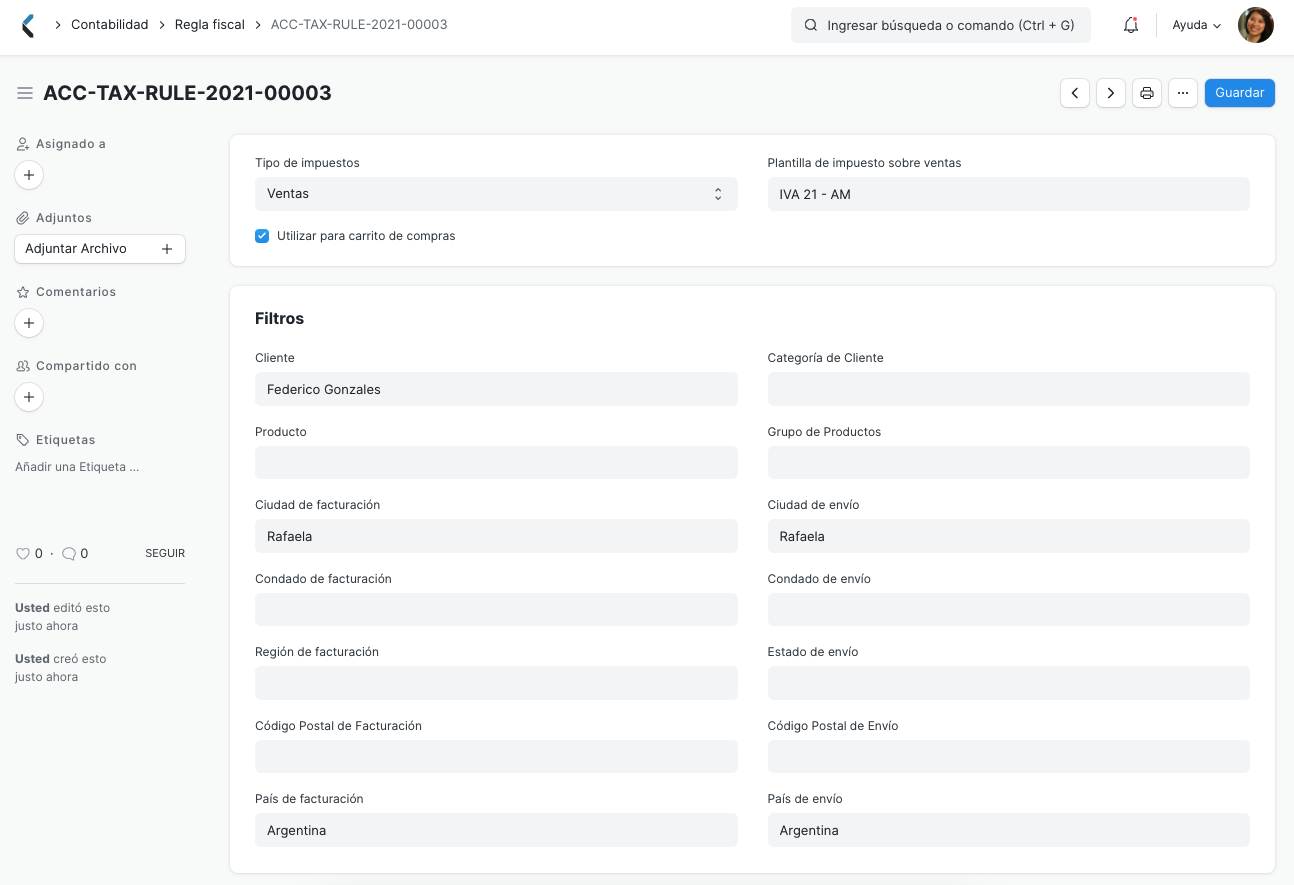 Contabilidad
Regla fiscal
ACC-TAX-RULE-2021-00003
Ingresar búsqueda o comando (Ctrl + G)
Ayuda
ACC-TAX-RULE-2021-00003
Guardar
Asignado a
Adjuntos
Adjuntar Archivo
Comentarios
Compartido con
Etiquetas
Añadir una Etiqueta ...
0 · 0 SEGUIR
Usted editó esto
justo ahora
Usted creó esto
justo ahora
Tipo de impuestos
Ventas
Plantilla de impuesto sobre ventas
IVA 21 - AM
Utilizar para carrito de compras
Filtros
Cliente
Federico Gonzales
Categoría de Cliente
Producto
Grupo de Productos
Ciudad de facturación
Rafaela
Ciudad de envío
Rafaela
Condado de facturación
Condado de envío
Región de facturación
Estado de envío
Código Postal de Facturación
Código Postal de Envío
País de facturación
Argentina
País de envío
Argentina